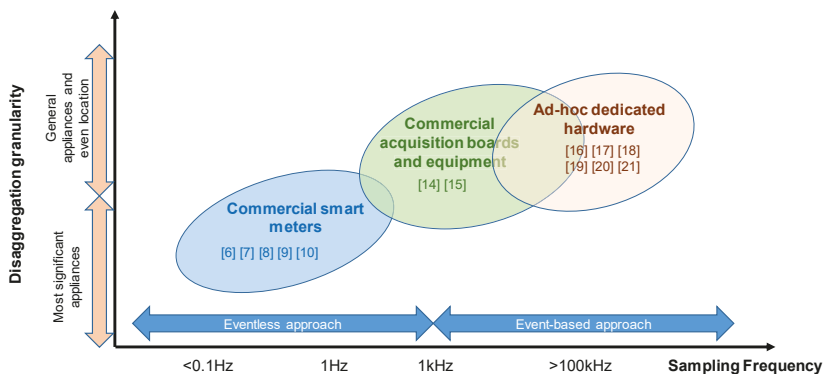 Disaggregation granularity
General
appliances and
even location
Most significant
appliances
Commercial smart
meters
[6] [7] [8] [9] [10]
Commercial
acquisition boards
and equipment
[14] [15]
Ad-hoc dedicated
hardware
[16] [17] [18]
[19] [20] [21]
Eventless approach
Event-based approach
<0.1Hz
1Hz
1kHz
>100kHz
Sampling Frequency